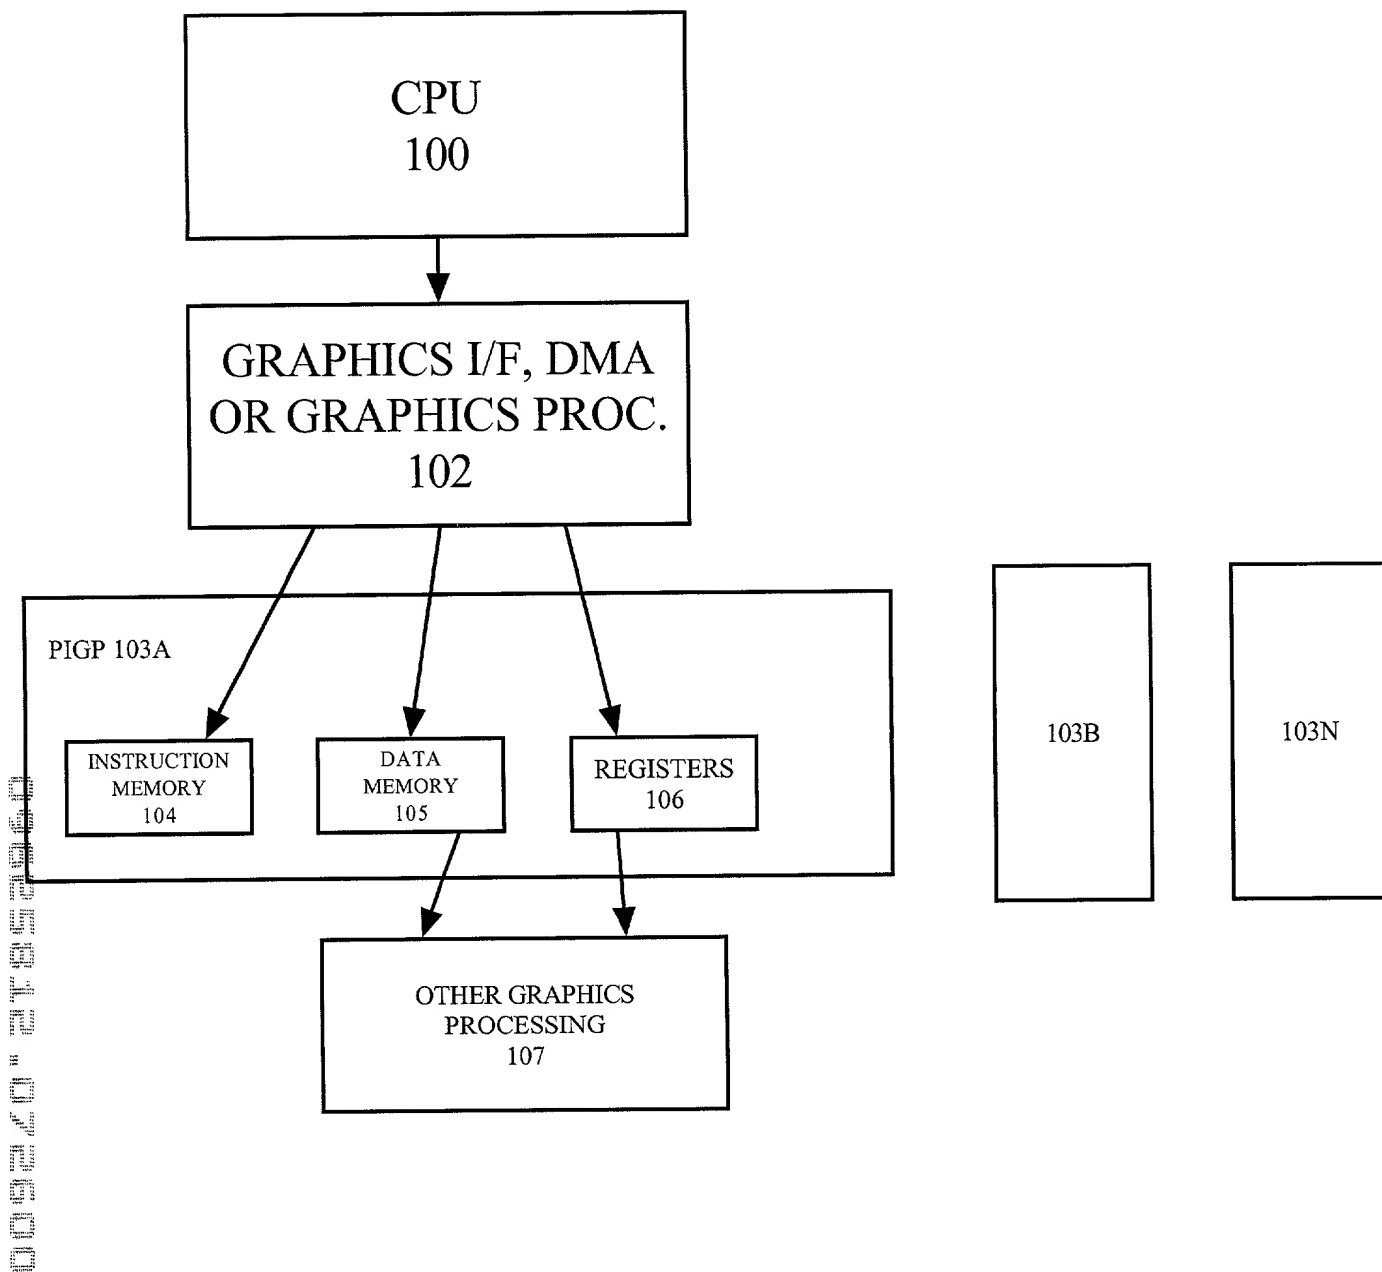 CPU
100
GRAPHICS I/F, DMA
OR GRAPHICS PROC.
102
PIGP 103A
INSTRUCTION
MEMORY
104
DATA
MEMORY
105
REGISTERS
106
103B
103N
OTHER GRAPHICS
PROCESSING
107